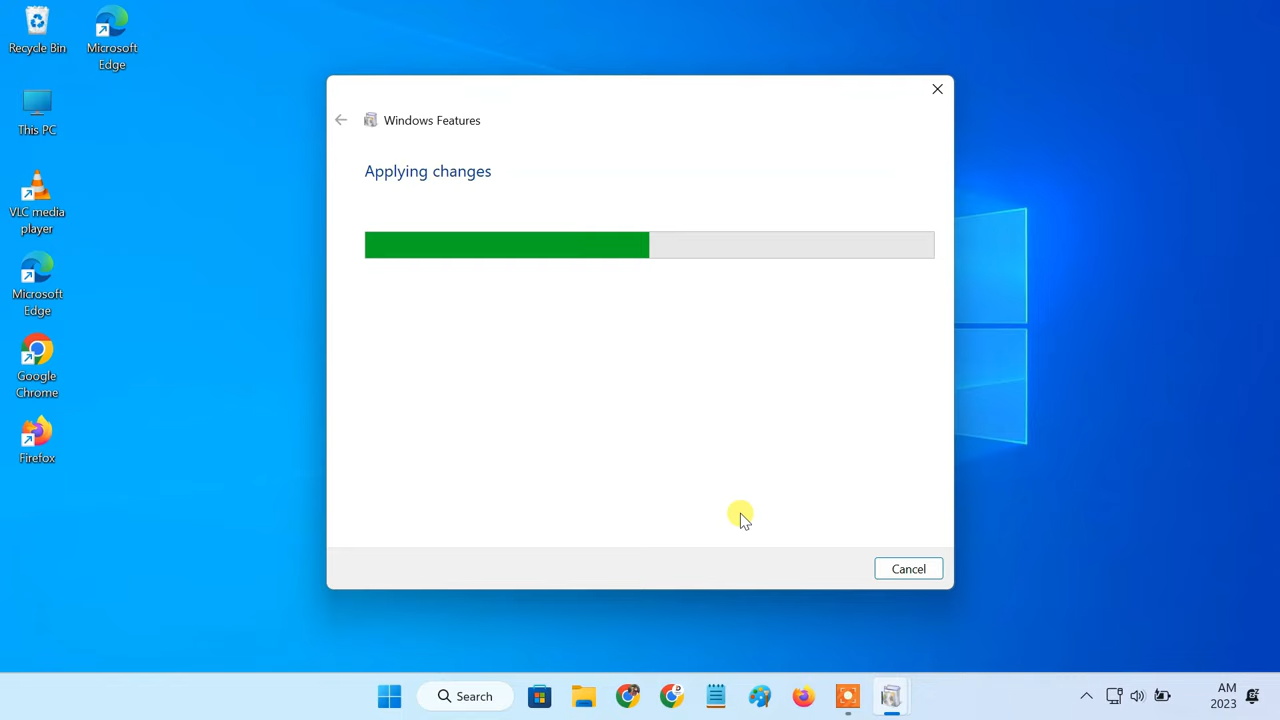 Recycle Bin
Microsoft
Edge
This PC
VLC media
player
Microsoft
Edge
Google
Chrome
Firefox
Windows Features
Applying changes
Cancel
Search
AM
2023